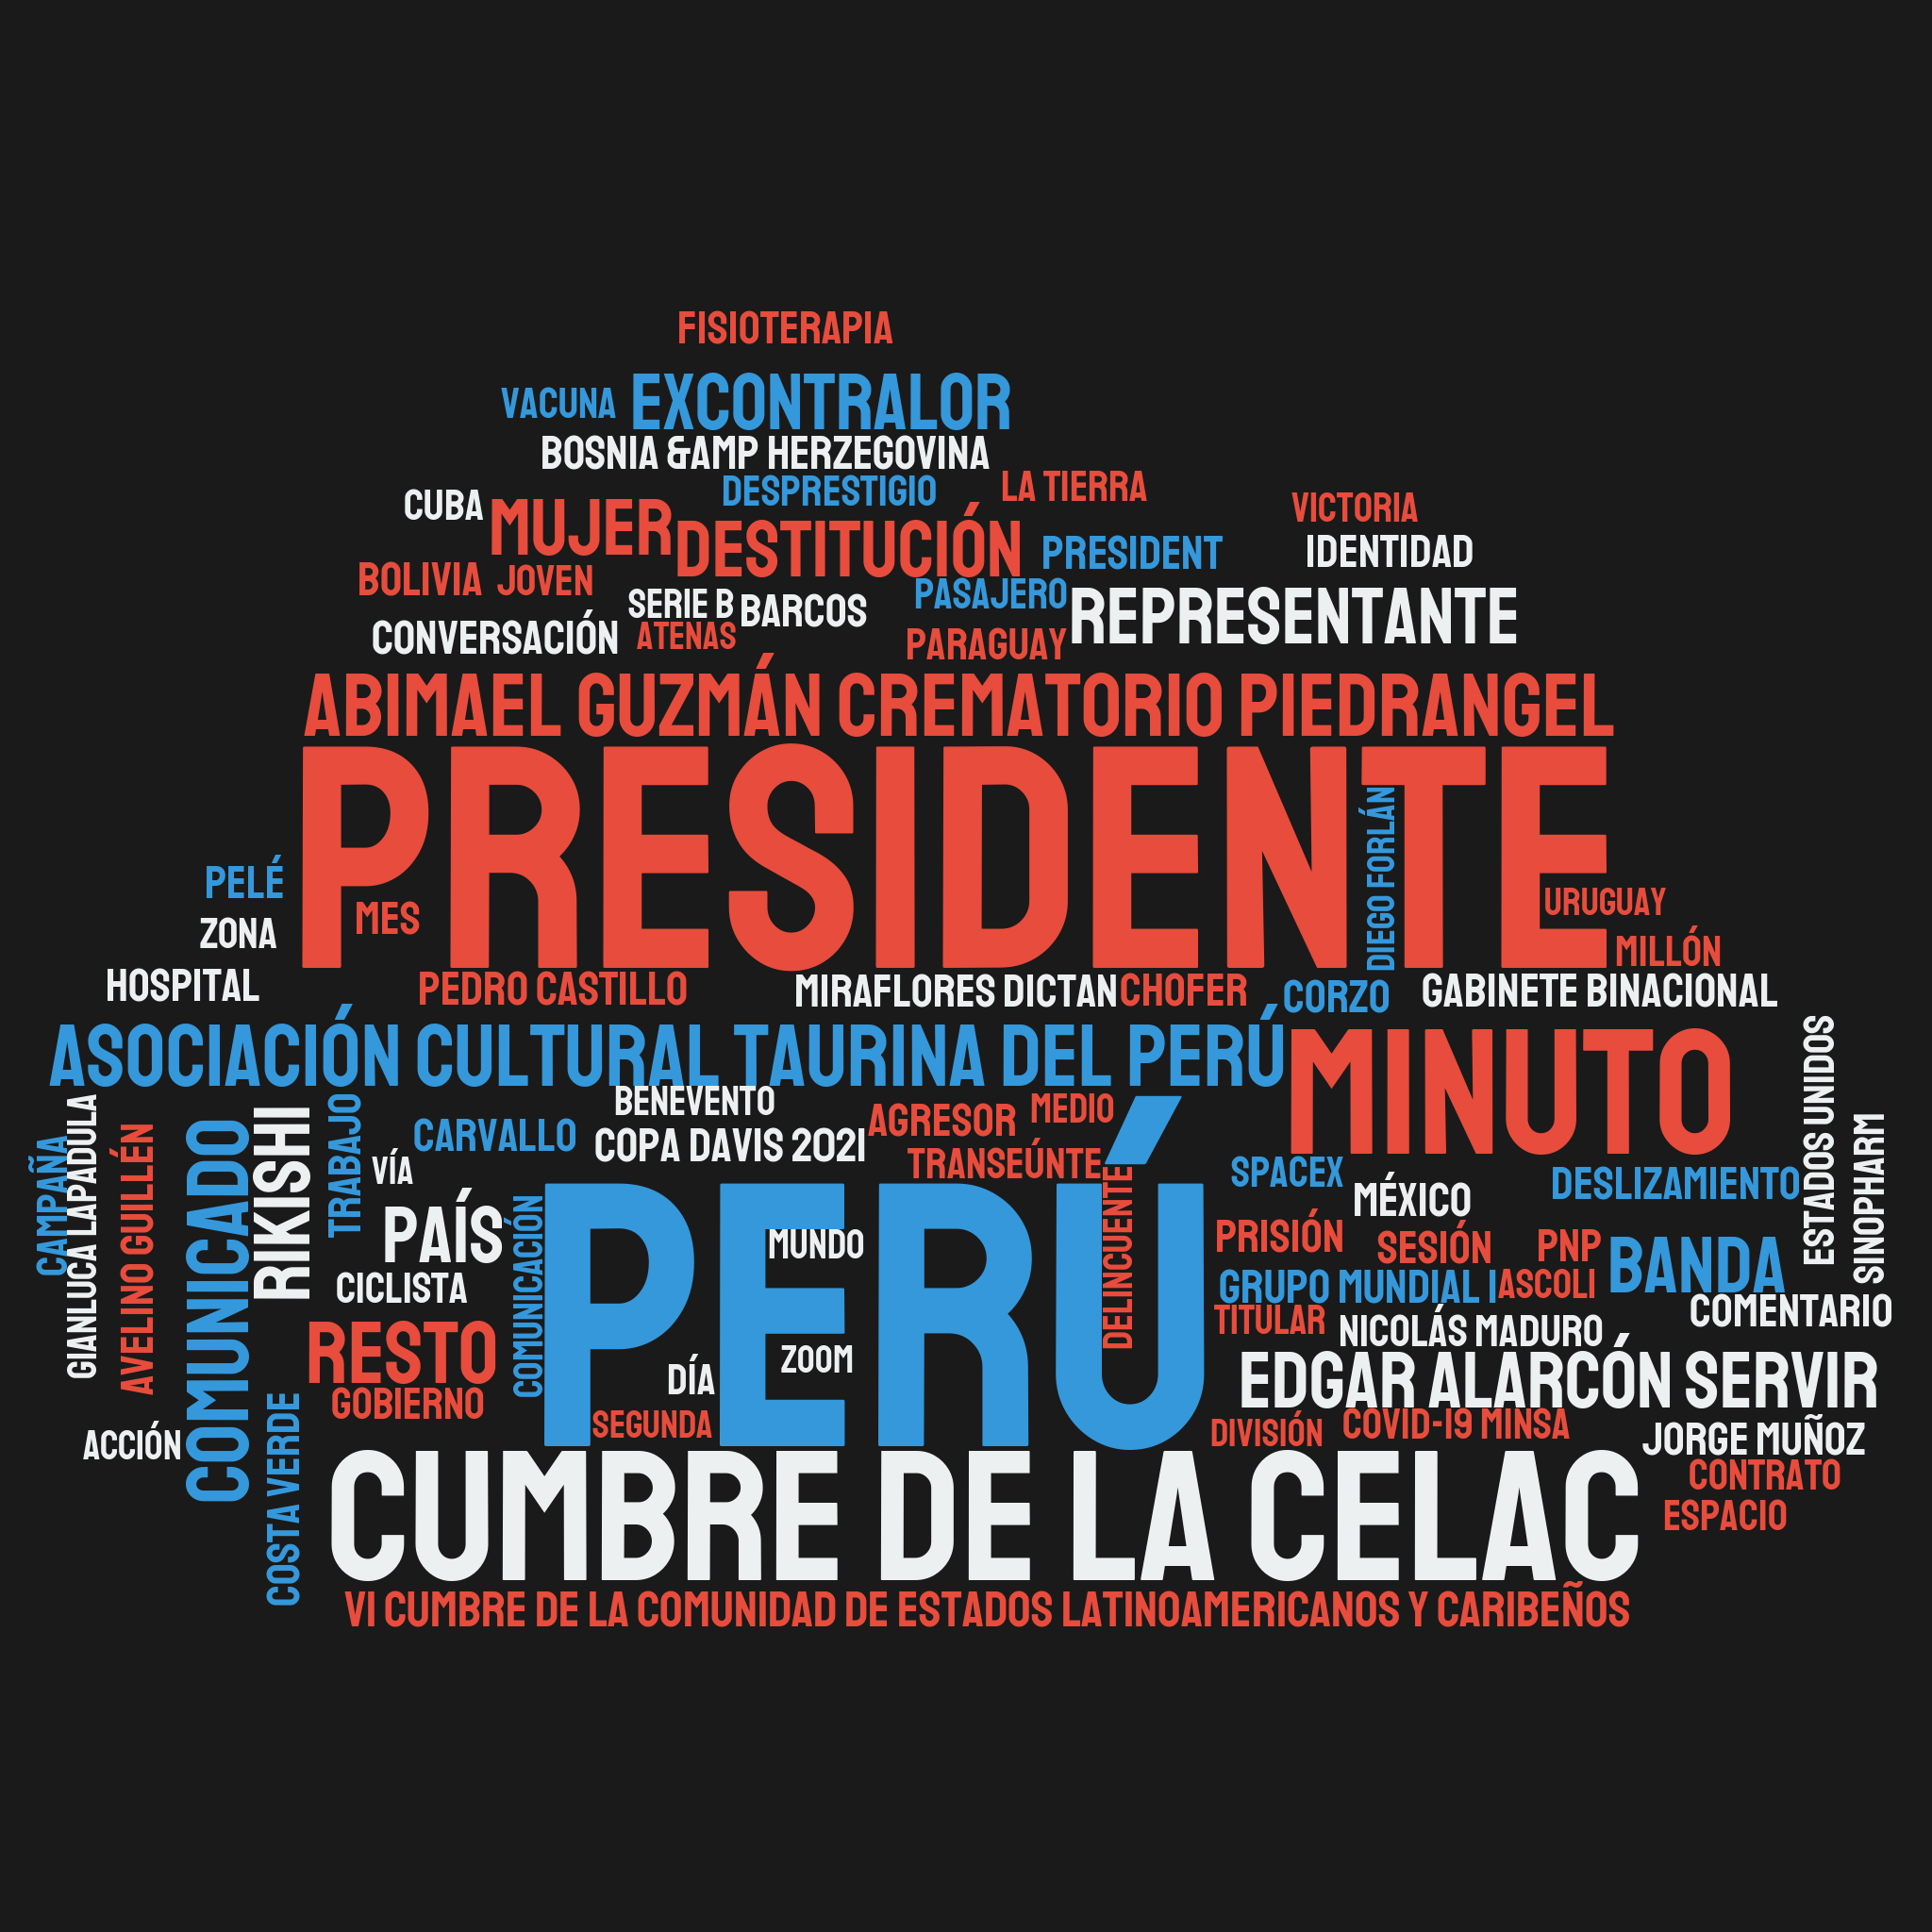 FISIOTERAPIA
VACUNA
EXCONTRALOR
BOSNIA &AMP HERZEGOVINA
DESPRESTIGIO
LA TIERRA
CUBA
MUJER
DESTITUCIÓN
PRESIDENT
VICTORIA
IDENTIDAD
BOLIVIA
JOVEN
SERIE B
BARCOS
PASAJERO
REPRESENTANTE
CONVERSACIÓN
ATENAS
PARAGUAY
ABIMAEL GUZMÁN CREMATORIO PIEDRANGEL
PRESIDENTE
DIEGO FORLÁN
PELÉ
MES
URUGUAY
ZONA
MILLÓN
HOSPITAL
PEDRO CASTILLO
MIRAFLORES DICTAN
CHOFER
CORZO
GABINETE BINACIONAL
ASOCIACIÓN CULTURAL TAURINA DEL PERÚ
MINUTO
BENEVENTO
AGRESOR
MEDIO
CAMPAÑA
GIANLUCA LAPADULA
AVELINO GUILLÉN
COMUNICADO
RIKISHI
TRABAJO
CARVALLO
COPA DAVIS 2021
TRANSEÚNTE
VÍA
SPACEX
MÉXICO
DESLIZAMIENTO
ESTADOS UNIDOS
SINOPHARM
PAÍS
COMUNICACIÓN
PERÚ
MUNDO
DELINCUENTE
PRISIÓN
SESIÓN
PNP
BANDA
CICLISTA
GRUPO MUNDIAL I
ASCOLI
COMENTARIO
RESTO
TITULAR
NICOLÁS MADURO
DÍA
ZOOM
EDGAR ALARCÓN SERVIR
GOBIERNO
SEGUNDA
DIVISIÓN
COVID-19 MINSA
JORGE MUÑOZ
ACCIÓN
COSTA VERDE
CUMBRE DE LA CELAC
CONTRATO
ESPACIO
VI CUMBRE DE LA COMUNIDAD DE ESTADOS LATINOAMERICANOS Y CARIBEÑOS